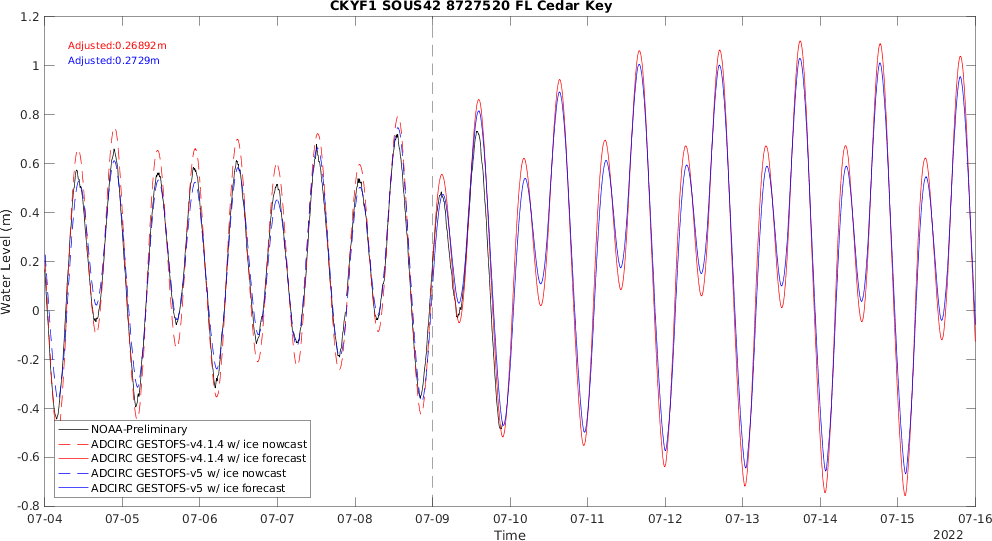 CKYF1 SOUS42 8727520 FL Cedar Key
1.2
Adjusted:0.26892m
1
Adjusted:0.2729m
0.8
0.6
0.4
0.2
0
-0.2
-0.4
-0.6
-0.8
Water Level (m)
NOAA-Preliminary
ADCIRC GESTOFS-v4.1.4 w/ ice nowcast
ADCIRC GESTOFS-v4.1.4 w/ ice forecast
ADCIRC GESTOFS-v5 w/ ice nowcast
ADCIRC GESTOFS-v5 w/ ice forecast
07-04 07-05 07-06 07-07 07-08 07-09 07-10 07-11 07-12 07-13 07-14 07-15 07-16
Time
2022